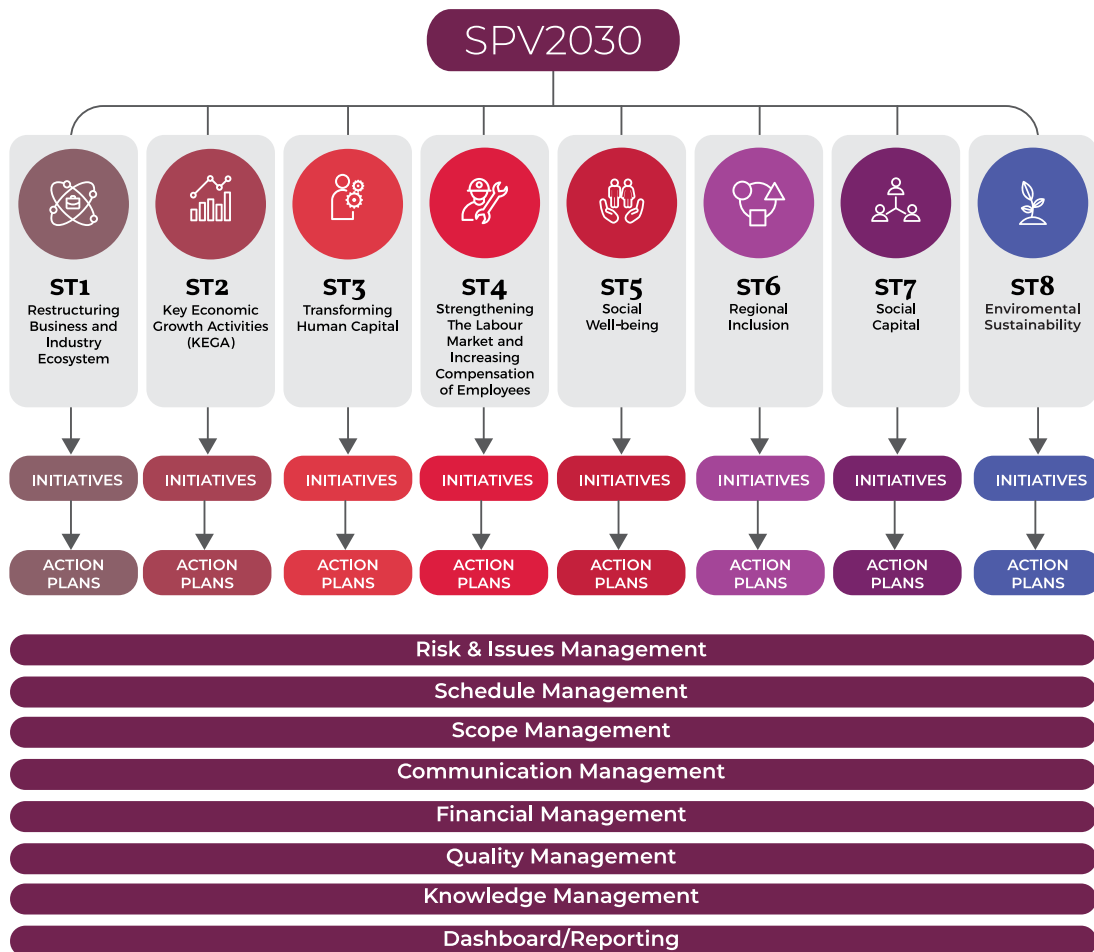 SPV2030
ST1
Restructuring
Business and
Industry
Ecosystem
ST2
Key Economic
Growth Activities
(KEGA)
ST3
Transforming
Human Capital
ST4
Strengthening
The Labour
Market and
Increasing
Compensation
of Employees
ST5
Social
Well-being
ST6
Regional
Inclusion
ST7
Social
Capital
ST8
Enviromental
Sustainability
INITIATIVES
INITIATIVES
INITIATIVES
INITIATIVES
INITIATIVES
INITIATIVES
INITIATIVES
INITIATIVES
ACTION
PLANS
ACTION
PLANS
ACTION
PLANS
ACTION
PLANS
ACTION
PLANS
ACTION
PLANS
ACTION
PLANS
ACTION
PLANS
Risk & Issues Management
Schedule Management
Scope Management
Communication Management
Financial Management
Quality Management
Knowledge Management
Dashboard/Reporting